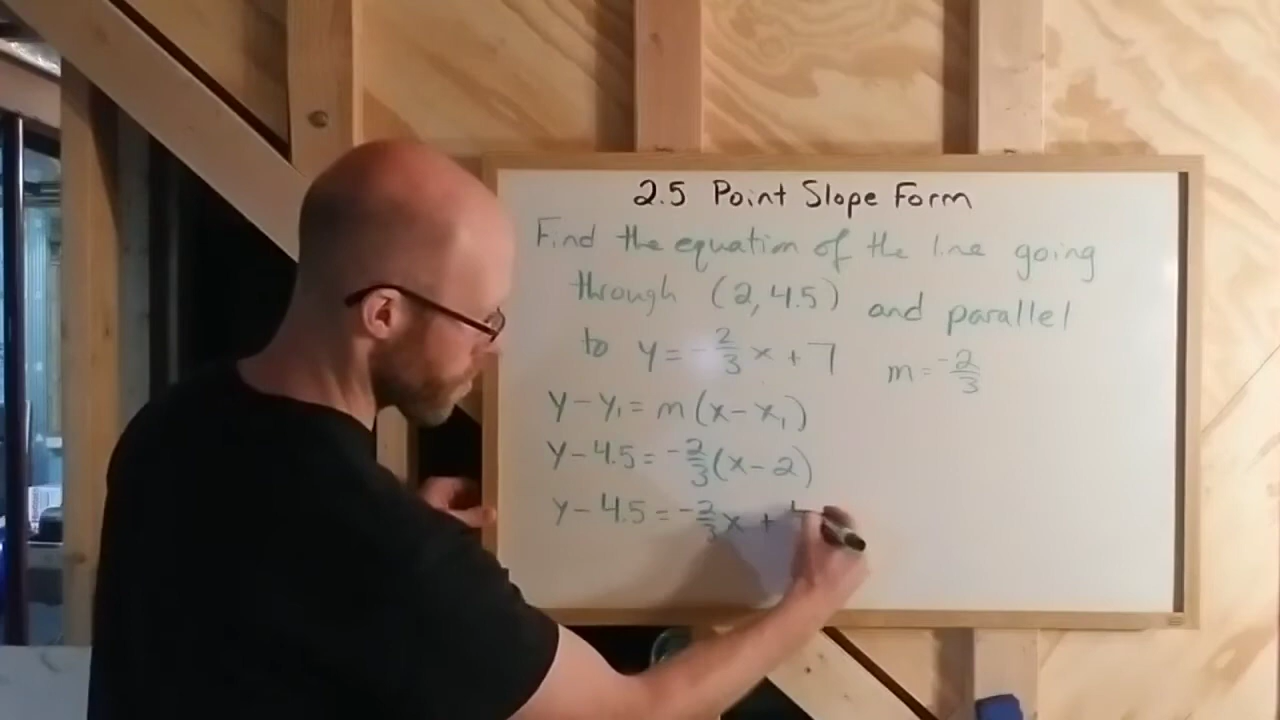 2.5 Point Slope Form
Find the equation of the line going
through (2, 4.5) and parallel
to y = -2/3 x + 7 m = -2/3
y - y₁ = m(x - x₁)
y - 4.5 = -2/3(x - 2)
y - 4.5 = -2/3 x +